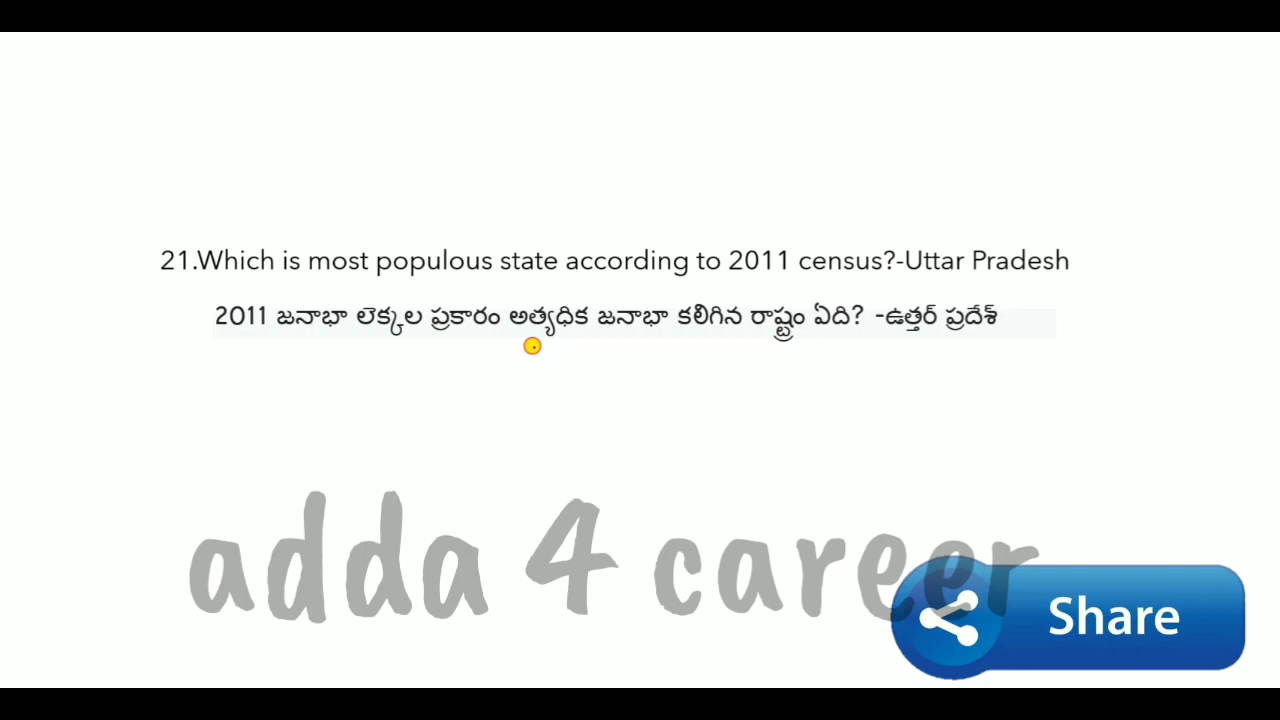 21.Which is most populous state according to 2011 census?-Uttar Pradesh
2011 జనాభా లెక్కల ప్రకారం అత్యధిక జనాభా కలిగిన రాష్ట్రం ఏది? -ఉత్తర్ ప్రదేశ్
adda 4 career
Share